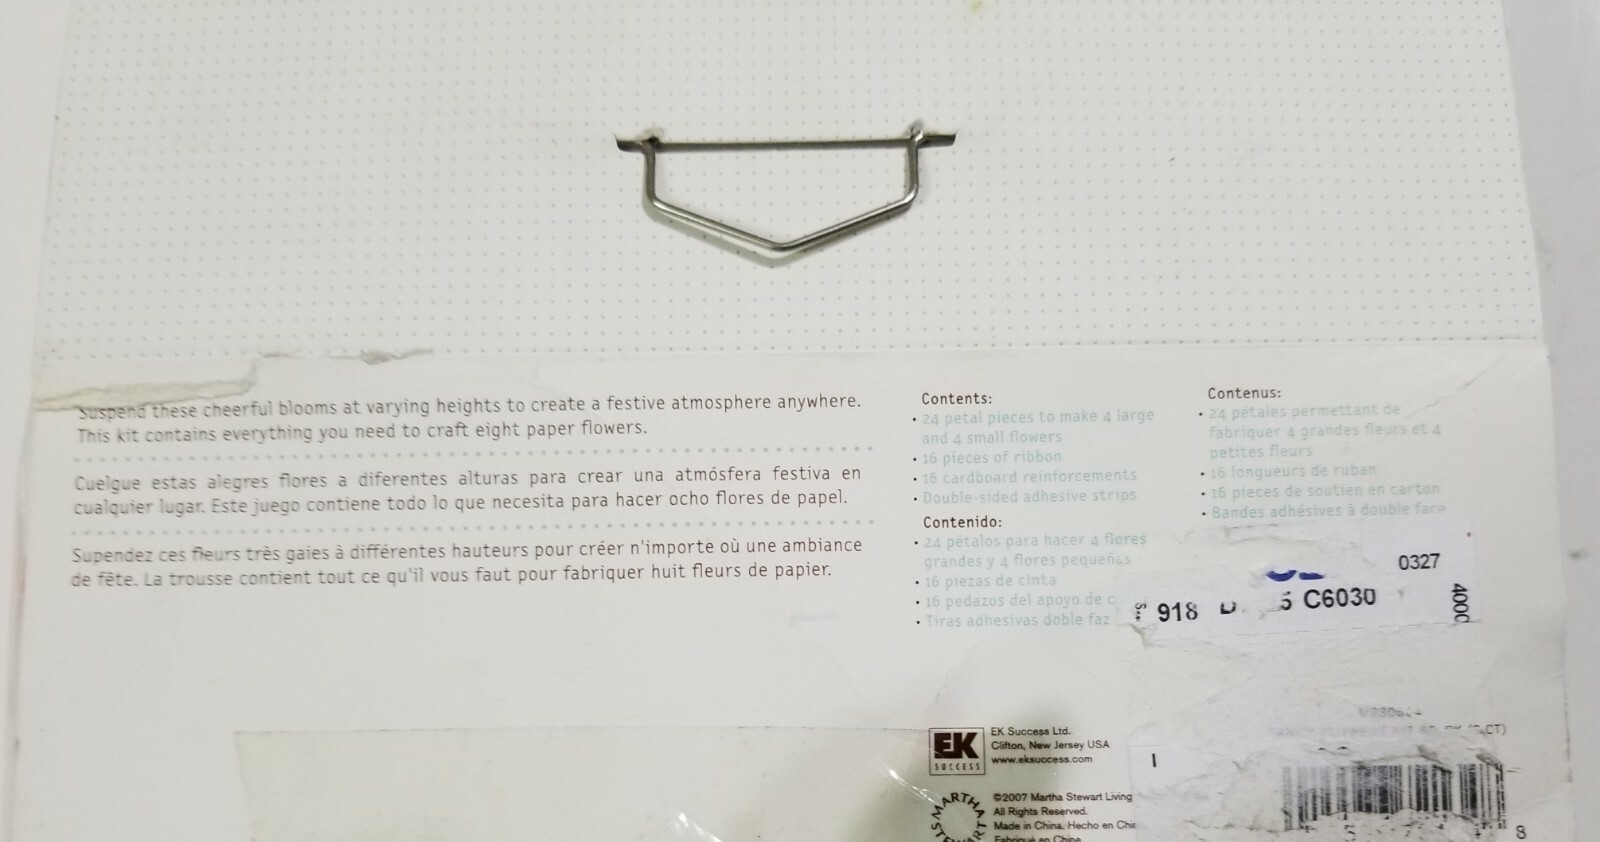 Suspend these cheerful blooms at varying heights to create a festive atmosphere anywhere.
This kit contains everything you need to craft eight paper flowers.
Cuelgue estas alegres flores a diferentes alturas para crear una atmósfera festiva en
cualquier lugar. Este juego contiene todo lo que necesita para hacer ocho flores de papel.
Supendez ces fleurs très gaies à différentes hauteurs pour créer n'importe où une ambiance
de fête. La trousse contient tout ce qu'il vous faut pour fabriquer huit fleurs de papier.
Contents:
• 24 petal pieces to make 4 large
and 4 small flowers
• 16 pieces of ribbon
• 16 cardboard reinforcements
• Double-sided adhesive strips
Contenido:
• 24 pétalos para hacer 4 flores
grandes y 4 flores pequeñas
• 16 piezas de cinta
• 16 pedazos del apoyo de c
• Tiras adhesivas doble faz
Contenus:
• 24 pétales permettant de
fabriquer 4 grandes fleurs et 4
petites fleurs
• 16 longueurs de ruban
• 16 pieces de soutien en carton
• Bandes adhésives à double face
0327
918 5 C6030
400C
EK
SUCCESS
EK Success Ltd.
Clifton, New Jersey USA
www.eksuccess.com
MARTHA
©2007 Martha Stewart Living
All Rights Reserved.
Made in China, Hecho en Chi
Fabriqué en Chine
8